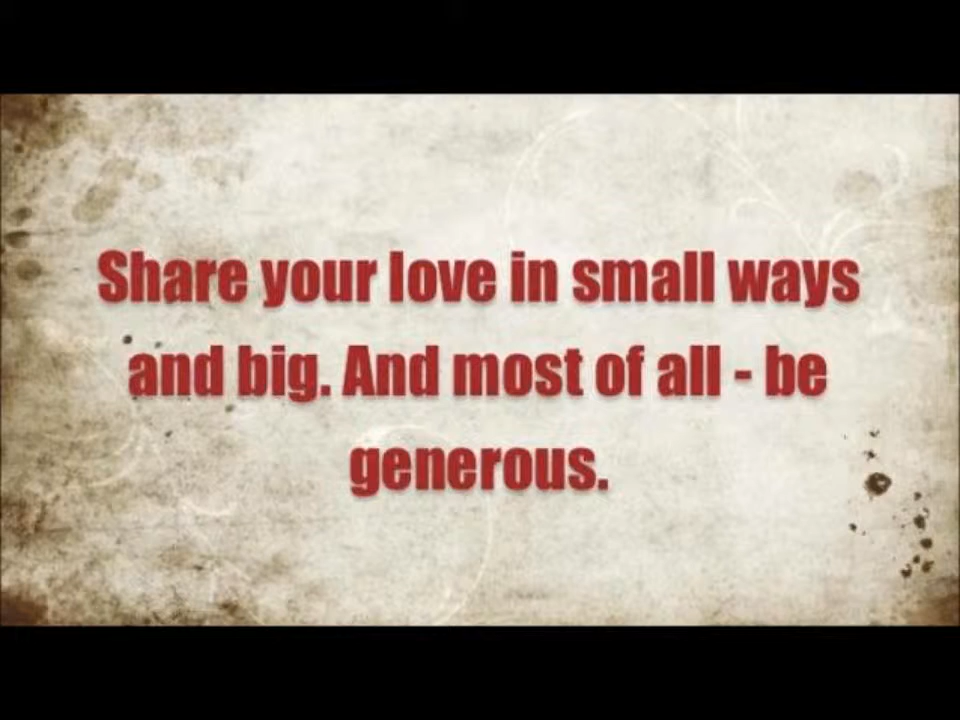 Share your love in small ways
and big. And most of all - be
generous.